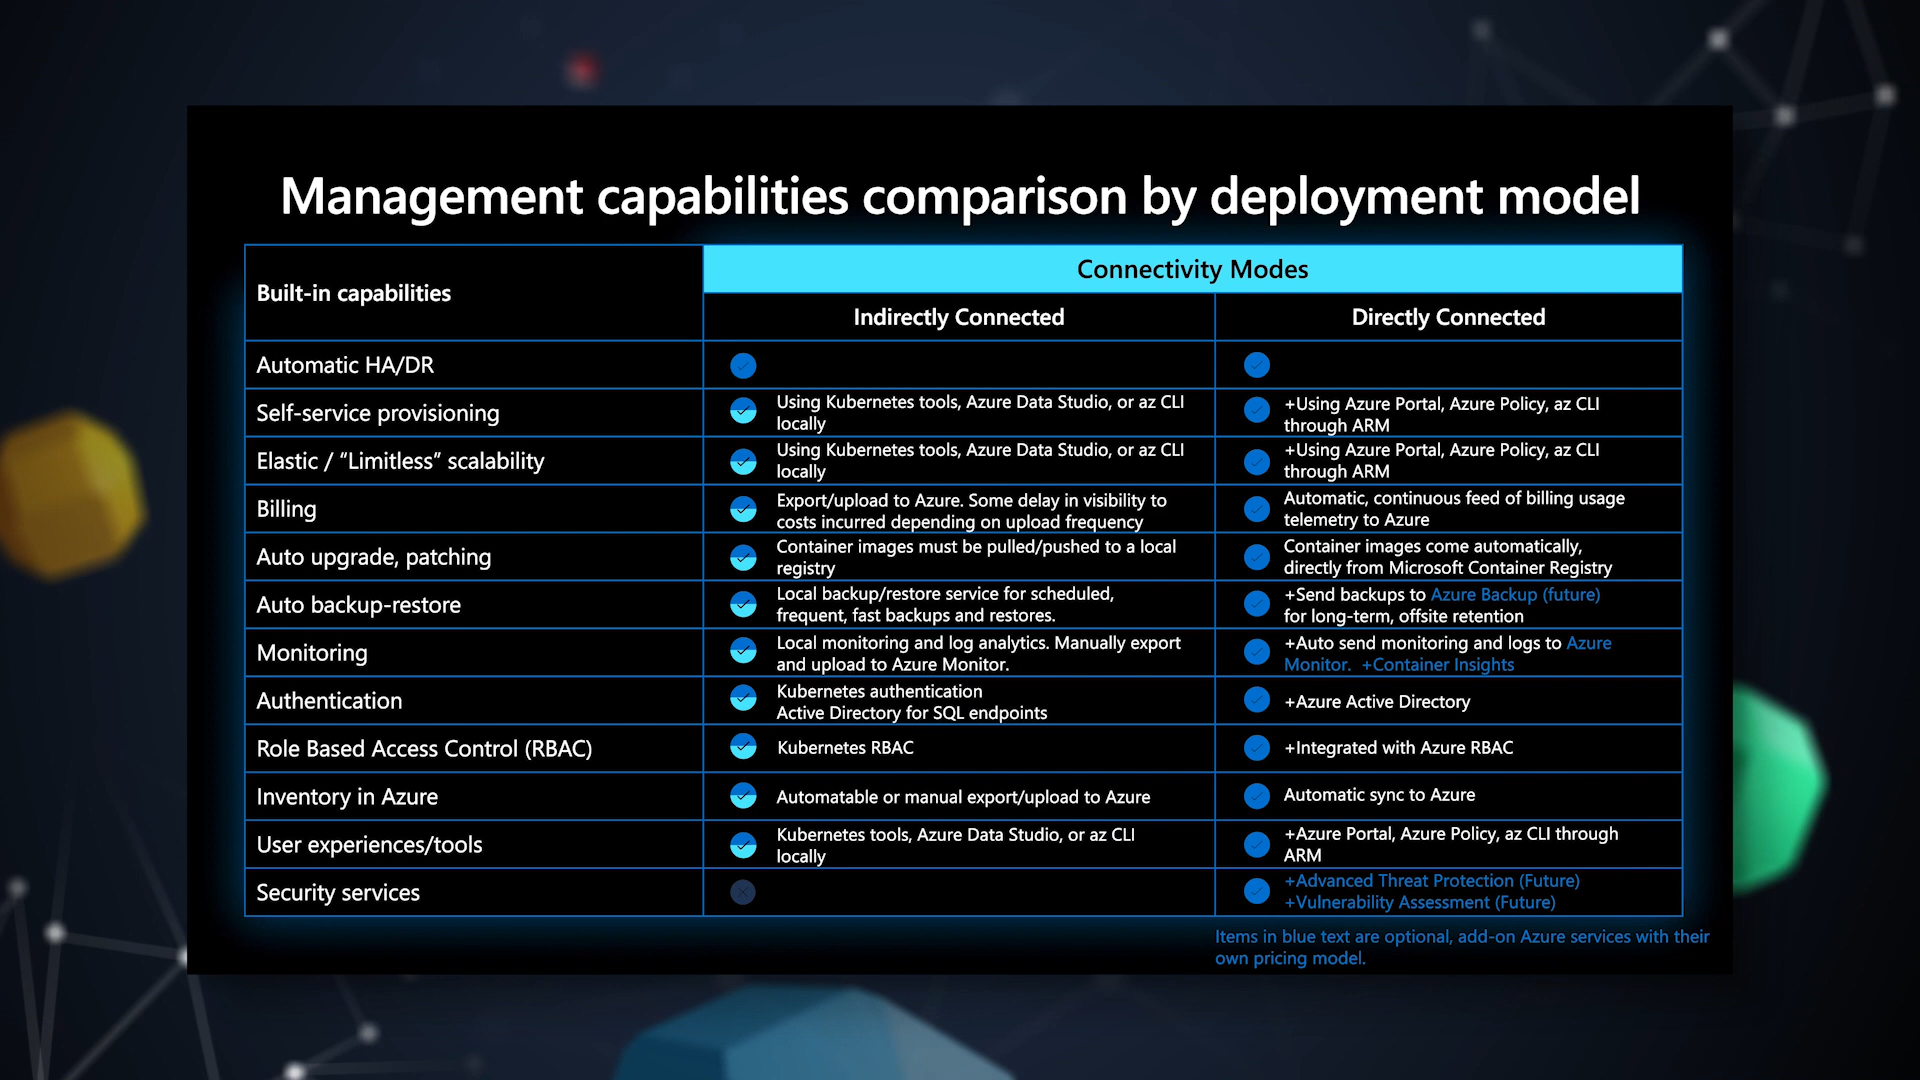 Management capabilities comparison by deployment model
Built-in capabilities
Connectivity Modes
Indirectly Connected
Directly Connected
Automatic HA/DR
Self-service provisioning
Using Kubernetes tools, Azure Data Studio, or az CLI
locally
+Using Azure Portal, Azure Policy, az CLI
through ARM
Elastic / “Limitless” scalability
Using Kubernetes tools, Azure Data Studio, or az CLI
locally
+Using Azure Portal, Azure Policy, az CLI
through ARM
Billing
Export/upload to Azure. Some delay in visibility to
costs incurred depending on upload frequency
Automatic, continuous feed of billing usage
telemetry to Azure
Auto upgrade, patching
Container images must be pulled/pushed to a local
registry
Container images come automatically,
directly from Microsoft Container Registry
Auto backup-restore
Local backup/restore service for scheduled,
frequent, fast backups and restores.
+Send backups to Azure Backup (future)
for long-term, offsite retention
Monitoring
Local monitoring and log analytics. Manually export
and upload to Azure Monitor.
+Auto send monitoring and logs to Azure
Monitor. +Container Insights
Authentication
Kubernetes authentication
Active Directory for SQL endpoints
+Azure Active Directory
Role Based Access Control (RBAC)
Kubernetes RBAC
+Integrated with Azure RBAC
Inventory in Azure
Automatable or manual export/upload to Azure
Automatic sync to Azure
User experiences/tools
Kubernetes tools, Azure Data Studio, or az CLI
locally
+Azure Portal, Azure Policy, az CLI through
ARM
Security services
+Advanced Threat Protection (Future)
+Vulnerability Assessment (Future)
Items in blue text are optional, add-on Azure services with their
own pricing model.